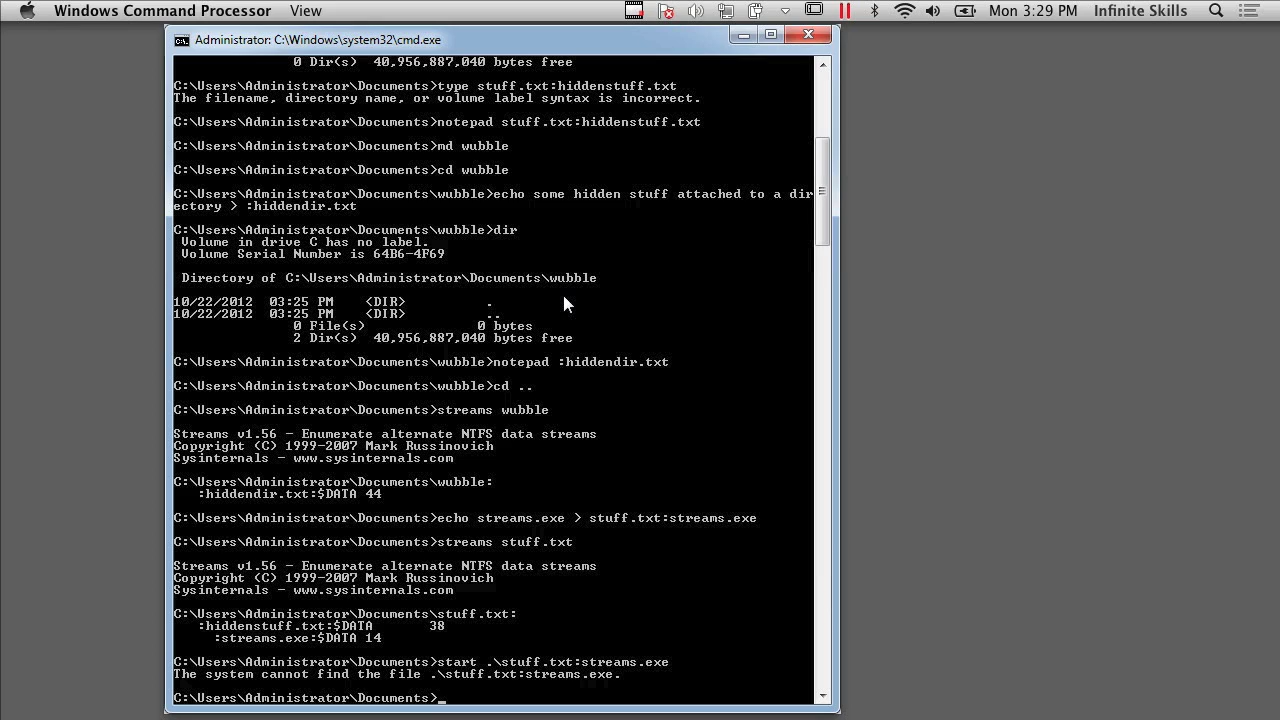 Windows Command Processor View Mon 3:29 PM Infinite Skills
Administrator: C:\Windows\system32\cmd.exe
0 Dir(s) 40,956,887,040 bytes free
C:\Users\Administrator\Documents>type stuff.txt:hiddenstuff.txt
The filename, directory name, or volume label syntax is incorrect.
C:\Users\Administrator\Documents>notepad stuff.txt:hiddenstuff.txt
C:\Users\Administrator\Documents>md wubble
C:\Users\Administrator\Documents>cd wubble
C:\Users\Administrator\Documents\wubble>echo some hidden stuff attached to a dir
ectory > :hiddendir.txt
C:\Users\Administrator\Documents\wubble>dir
Volume in drive C has no label.
Volume Serial Number is 64B6-4F69
Directory of C:\Users\Administrator\Documents\wubble
10/22/2012 03:25 PM <DIR> .
10/22/2012 03:25 PM <DIR> ..
0 File(s) 0 bytes
2 Dir(s) 40,956,887,040 bytes free
C:\Users\Administrator\Documents\wubble>notepad :hiddendir.txt
C:\Users\Administrator\Documents\wubble>cd ..
C:\Users\Administrator\Documents>streams wubble
Streams v1.56 - Enumerate alternate NTFS data streams
Copyright (C) 1999-2007 Mark Russinovich
Sysinternals - www.sysinternals.com
C:\Users\Administrator\Documents\wubble:
:hiddendir.txt:$DATA 44
C:\Users\Administrator\Documents>echo streams.exe > stuff.txt:streams.exe
C:\Users\Administrator\Documents>streams stuff.txt
Streams v1.56 - Enumerate alternate NTFS data streams
Copyright (C) 1999-2007 Mark Russinovich
Sysinternals - www.sysinternals.com
C:\Users\Administrator\Documents\stuff.txt:
:hiddenstuff.txt:$DATA 38
:streams.exe:$DATA 14
C:\Users\Administrator\Documents>start .\stuff.txt:streams.exe
The system cannot find the file .\stuff.txt:streams.exe.
C:\Users\Administrator\Documents>_